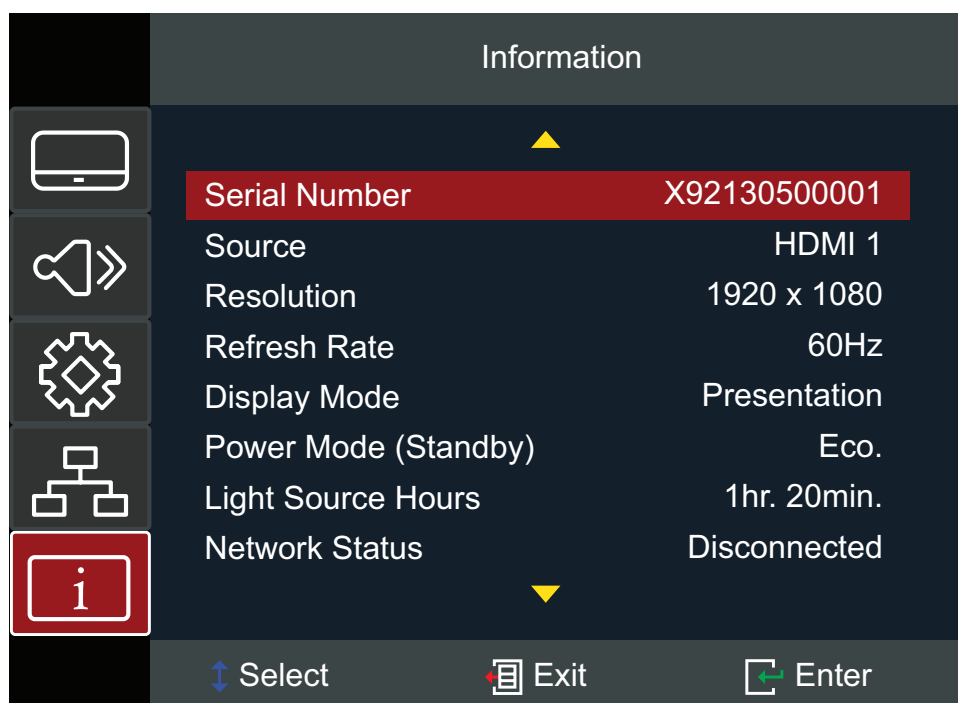 Information
Serial Number X92130500001
Source HDMI 1
Resolution 1920 x 1080
Refresh Rate 60Hz
Display Mode Presentation
Power Mode (Standby) Eco.
Light Source Hours 1hr. 20min.
Network Status Disconnected
i
Select Exit Enter